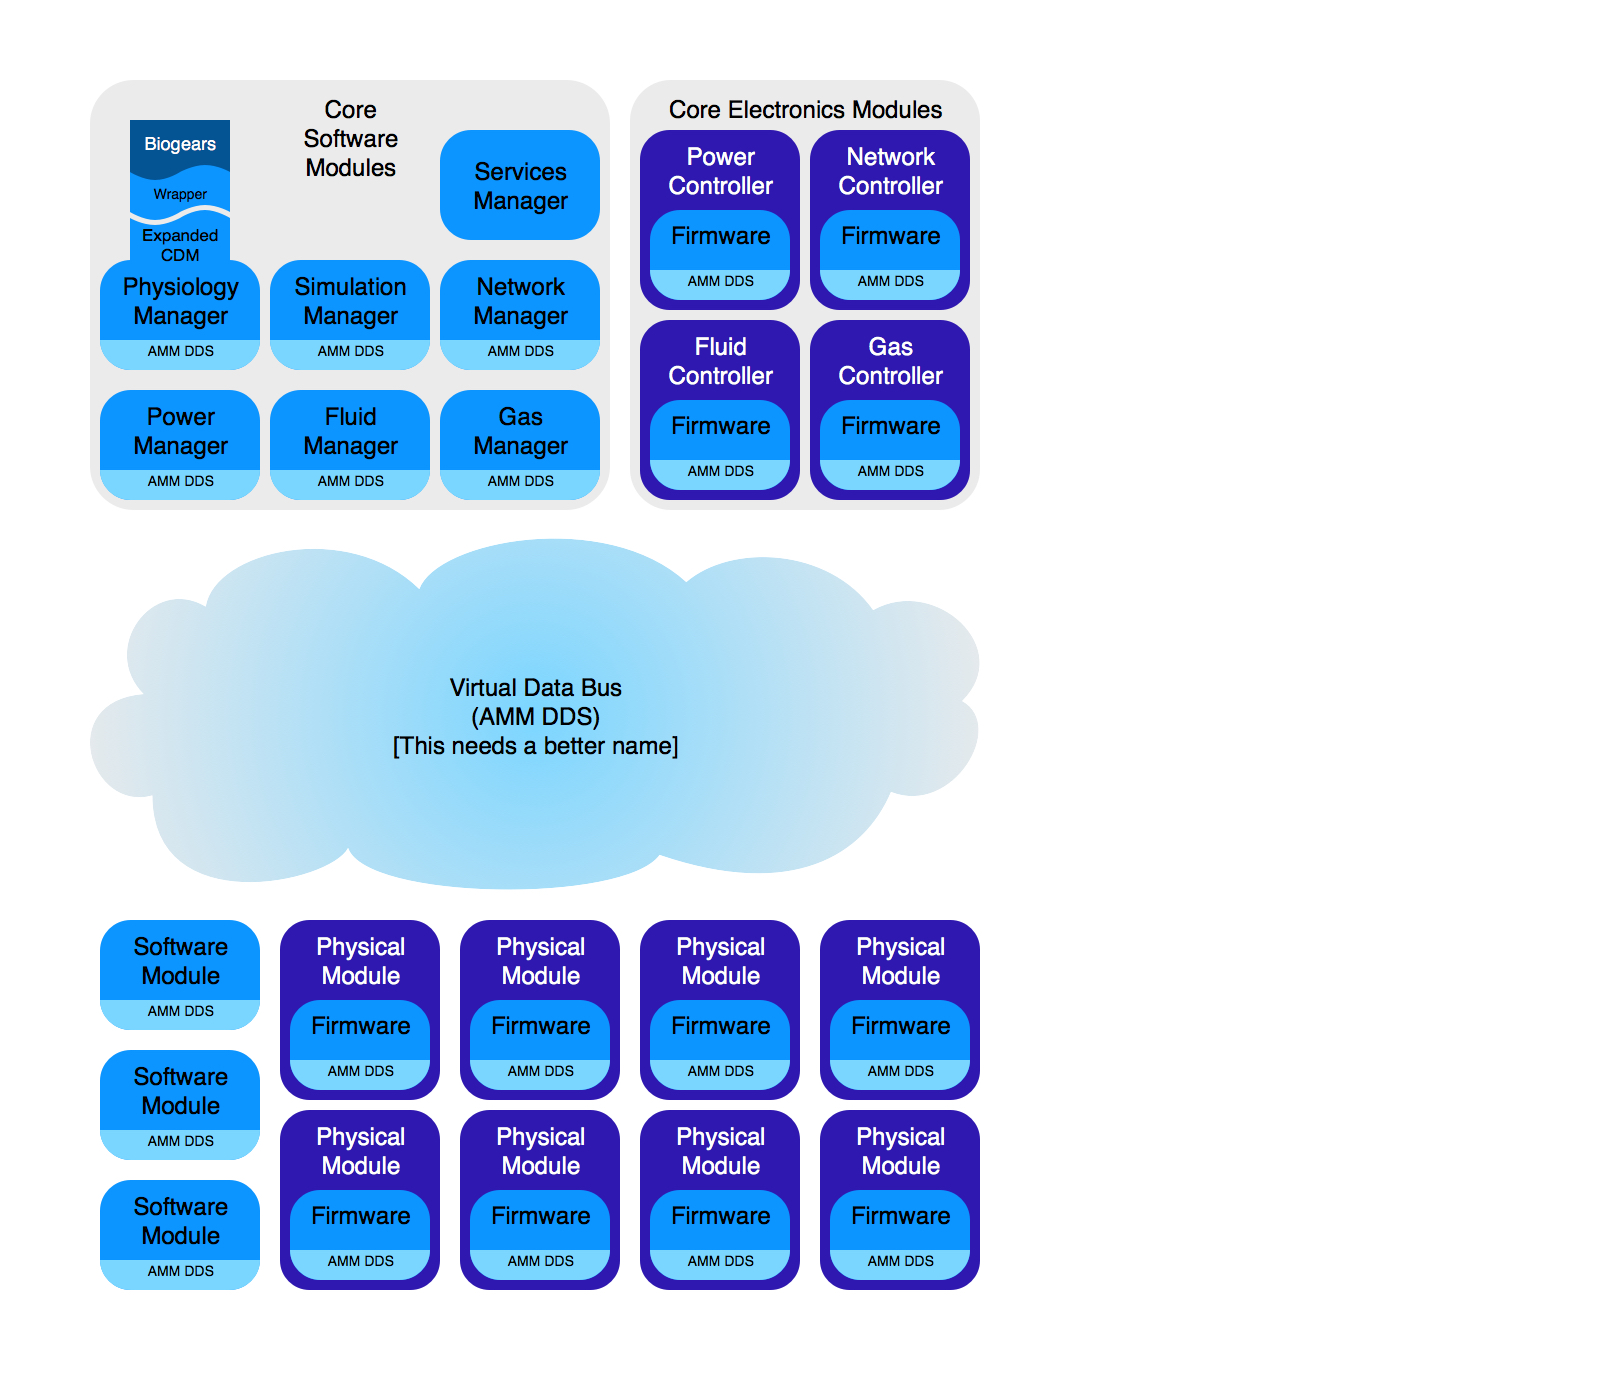 Core
Software
Modules
Biogears
Wrapper
Expanded
CDM
Services
Manager
Physiology
Manager
AMM DDS
Simulation
Manager
AMM DDS
Network
Manager
AMM DDS
Power
Manager
AMM DDS
Fluid
Manager
AMM DDS
Gas
Manager
AMM DDS
Core Electronics Modules
Power
Controller
Firmware
AMM DDS
Network
Controller
Firmware
AMM DDS
Fluid
Controller
Firmware
AMM DDS
Gas
Controller
Firmware
AMM DDS
Virtual Data Bus
(AMM DDS)
[This needs a better name]
Software
Module
AMM DDS
Software
Module
AMM DDS
Software
Module
AMM DDS
Physical
Module
Firmware
AMM DDS
Physical
Module
Firmware
AMM DDS
Physical
Module
Firmware
AMM DDS
Physical
Module
Firmware
AMM DDS
Physical
Module
Firmware
AMM DDS
Physical
Module
Firmware
AMM DDS
Physical
Module
Firmware
AMM DDS
Physical
Module
Firmware
AMM DDS